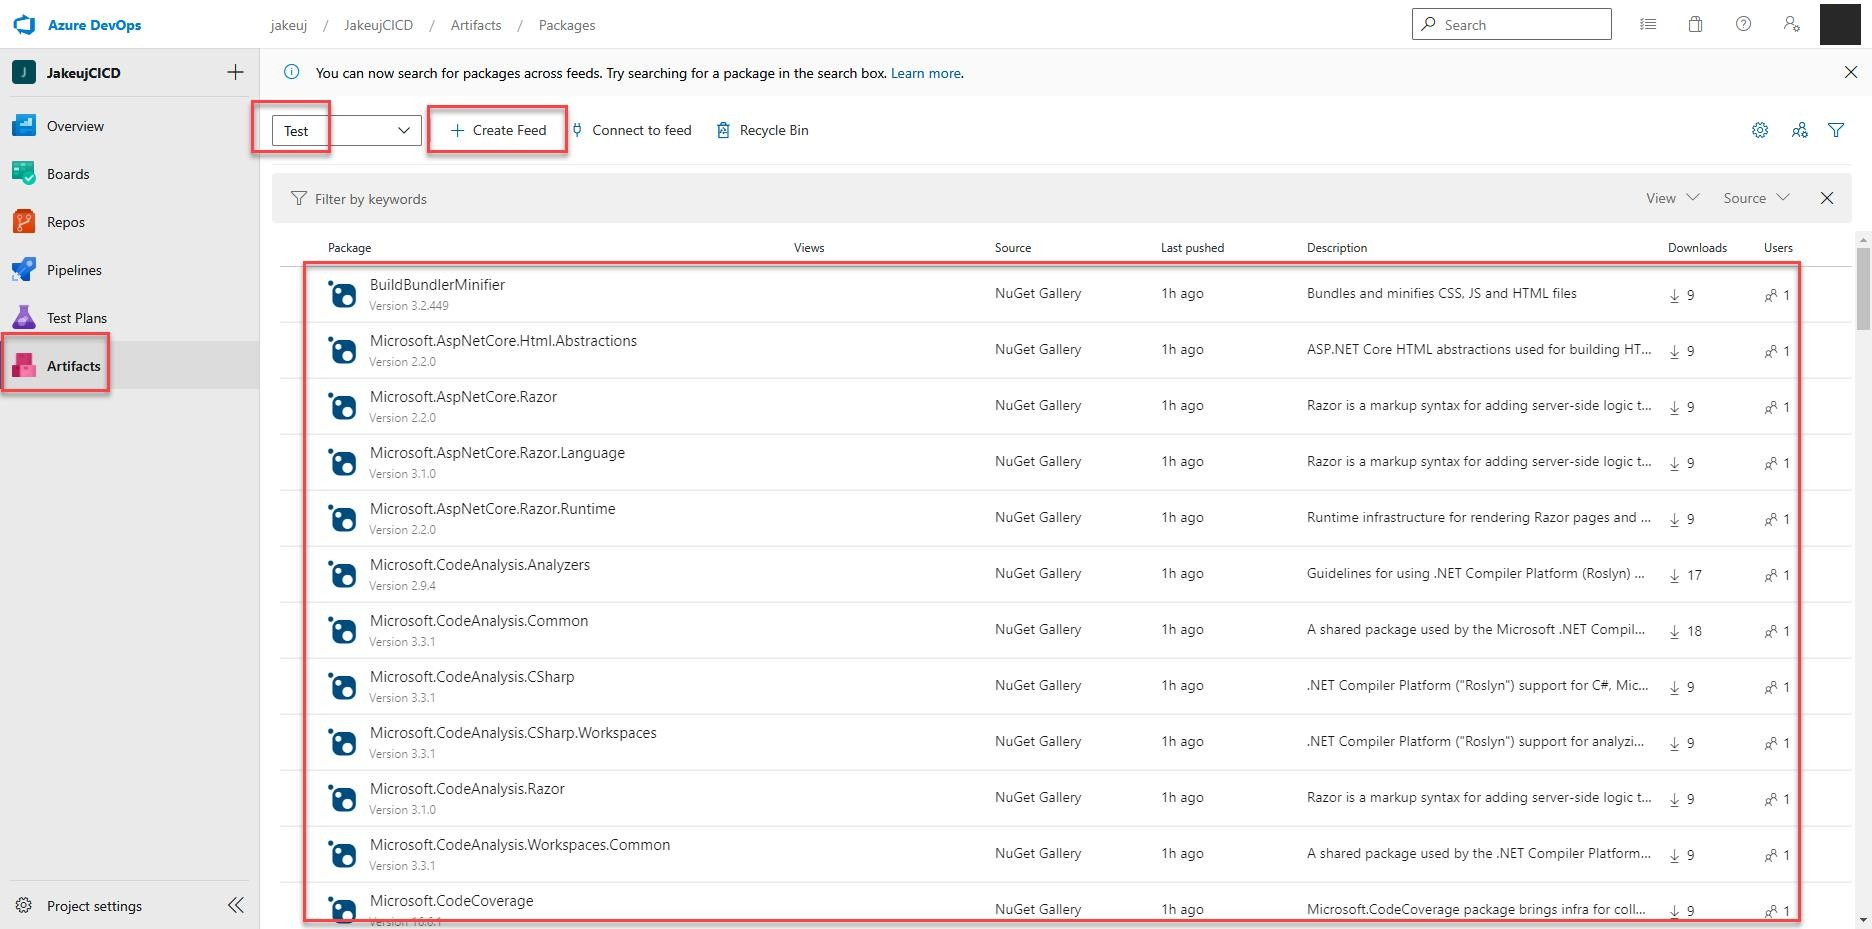 Azure DevOps
jakeuj / JakeujCICD / Artifacts / Packages
Search
J JakeujCICD
You can now search for packages across feeds. Try searching for a package in the search box. Learn more.
Overview
Boards
Repos
Pipelines
Test Plans
Artifacts
Project settings
Test
Create Feed
Connect to feed
Recycle Bin
Filter by keywords
View
Source
Package Views Source Last pushed Description Downloads Users
BuildBundlerMinifier
Version 3.2.449
NuGet Gallery 1h ago Bundles and minifies CSS, JS and HTML files 9 1
Microsoft.AspNetCore.Html.Abstractions
Version 2.2.0
NuGet Gallery 1h ago ASP.NET Core HTML abstractions used for building HT... 9 1
Microsoft.AspNetCore.Razor
Version 2.2.0
NuGet Gallery 1h ago Razor is a markup syntax for adding server-side logic t... 9 1
Microsoft.AspNetCore.Razor.Language
Version 3.1.0
NuGet Gallery 1h ago Razor is a markup syntax for adding server-side logic t... 9 1
Microsoft.AspNetCore.Razor.Runtime
Version 2.2.0
NuGet Gallery 1h ago Runtime infrastructure for rendering Razor pages and ... 9 1
Microsoft.CodeAnalysis.Analyzers
Version 2.9.4
NuGet Gallery 1h ago Guidelines for using .NET Compiler Platform (Roslyn) ... 17 1
Microsoft.CodeAnalysis.Common
Version 3.3.1
NuGet Gallery 1h ago A shared package used by the Microsoft .NET Compil... 18 1
Microsoft.CodeAnalysis.CSharp
Version 3.3.1
NuGet Gallery 1h ago .NET Compiler Platform ("Roslyn") support for C#, Mic... 9 1
Microsoft.CodeAnalysis.CSharp.Workspaces
Version 3.3.1
NuGet Gallery 1h ago .NET Compiler Platform ("Roslyn") support for analyzi... 9 1
Microsoft.CodeAnalysis.Razor
Version 3.1.0
NuGet Gallery 1h ago Razor is a markup syntax for adding server-side logic t... 9 1
Microsoft.CodeAnalysis.Workspaces.Common
Version 3.3.1
NuGet Gallery 1h ago A shared package used by the .NET Compiler Platform... 9 1
Microsoft.CodeCoverage
Version 16.6.1
NuGet Gallery 1h ago Microsoft.CodeCoverage package brings infra for coll... 9 1